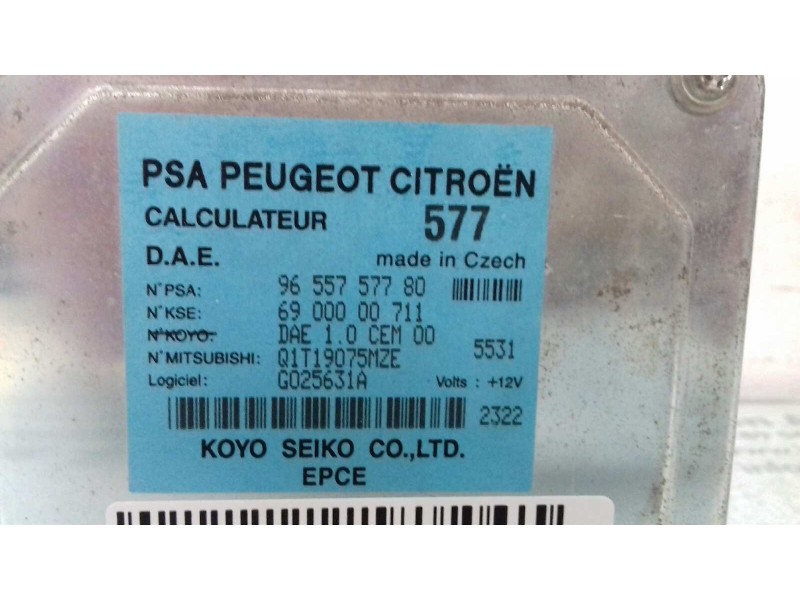 PSA PEUGEOT CITROËN
CALCULATEUR 577
D.A.E. made in Czech
N°PSA: 96 557 577 80
N°KSE: 69 000 00 711
N°KOYO: DAE 1.0 CEM 00
N°MITSUBISHI: Q1T19075MZE 5531
Logiciel: G025631A Volts : +12V
2322
KOYO SEIKO CO.,LTD.
EPCE